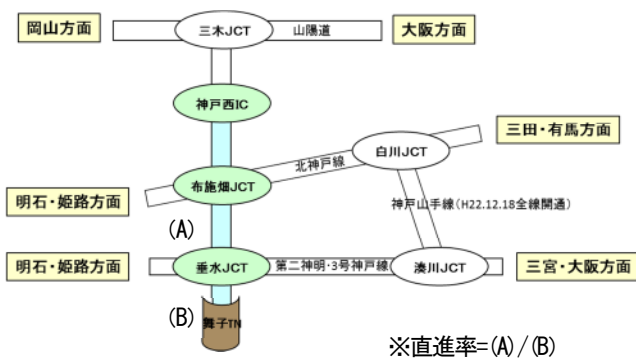 岡山方面
三木JCT
山陽道
大阪方面
神戸西IC
三田・有馬方面
白川JCT
北神戸線
布施畑JCT
明石・姫路方面
神戸山手線(H22.12.18全線開通)
(A)
明石・姫路方面
垂水JCT
第二神明・3号神戸線
湊川JCT
三宮・大阪方面
(B)
舞子TN
※直進率=(A)/(B)